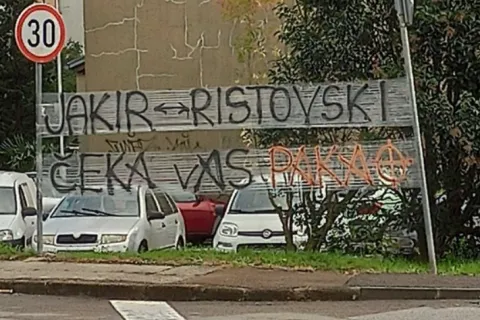 30
JAKIR ↔ RISTOVSKI
ČEKA VAS PAKAO